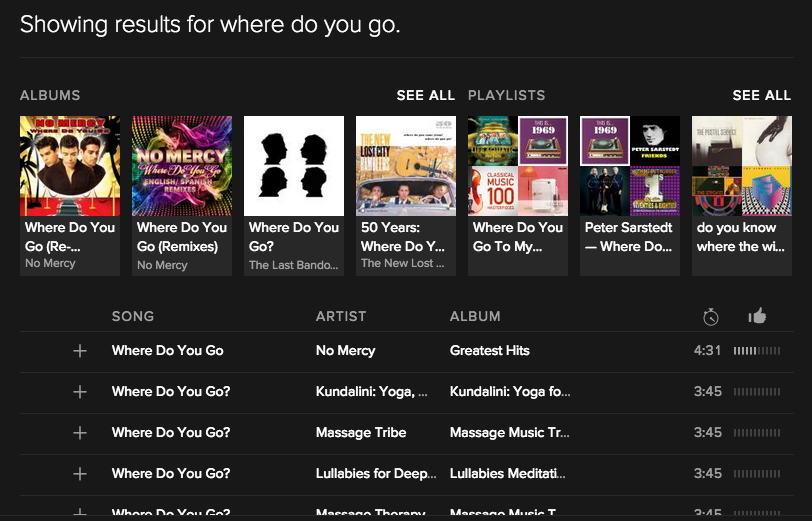 Showing results for where do you go.
ALBUMS
SEE ALL
PLAYLISTS
SEE ALL
NO MERCY
WHERE DO YOU GO
NO MERCY
Where Do You Go
ENGLISH/ SPANISH
REMIXES
THE NEW
LOST CITY
RAMBLERS
THIS IS...
1969
CLASSICAL
MUSIC
100
MASTERPIECES
THIS IS...
1969
PETER SARSTEDT
FRIENDS
THE POSTAL SERVICE
Where Do You
Go (Re-...
No Mercy
Where Do You
Go (Remixes)
No Mercy
Where Do You
Go?
The Last Bando...
50 Years:
Where Do Y...
The New Lost ...
Where Do You
Go To My...
Peter Sarstedt
— Where Do...
do you know
where the wi...
SONG ARTIST ALBUM
Where Do You Go No Mercy Greatest Hits 4:31
Where Do You Go? Kundalini: Yoga, ... Kundalini: Yoga fo... 3:45
Where Do You Go? Massage Tribe Massage Music Tr... 3:45
Where Do You Go? Lullabies for Deep... Lullabies Meditati... 3:45
Where Do You Go? Massage Therapy Massage Music T... 3:45